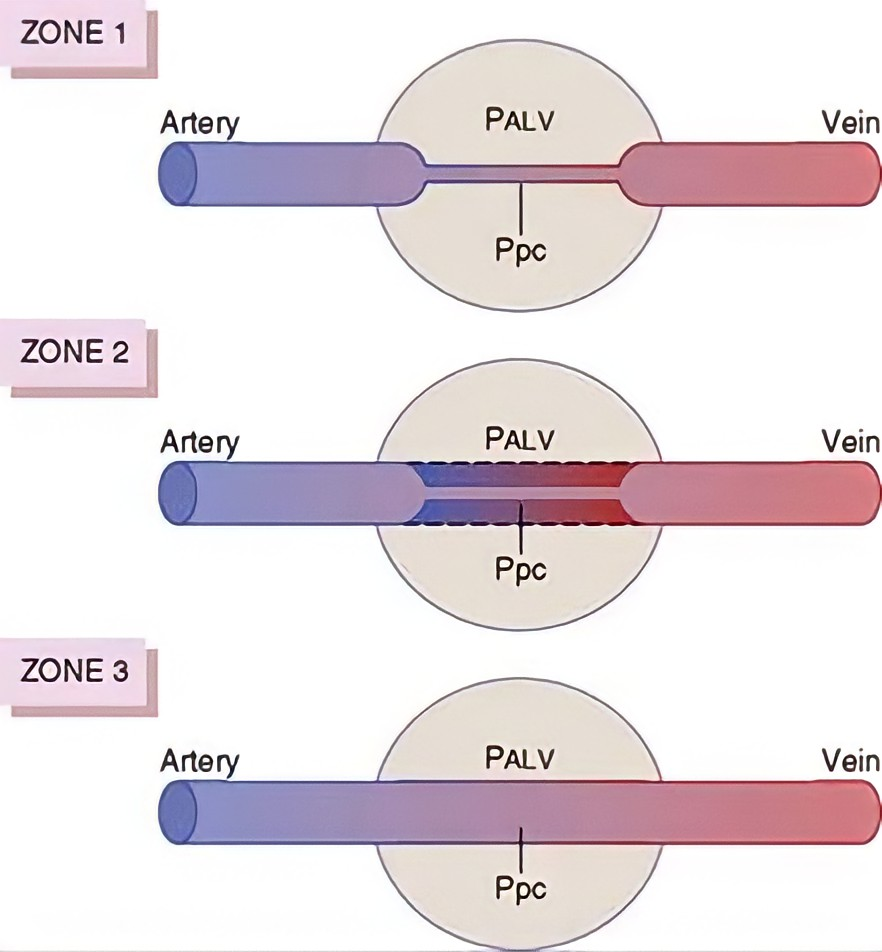 ZONE 1
Artery
PALV
Vein
Ppc
ZONE 2
Artery
PALV
Vein
Ppc
ZONE 3
Artery
PALV
Vein
Ppc